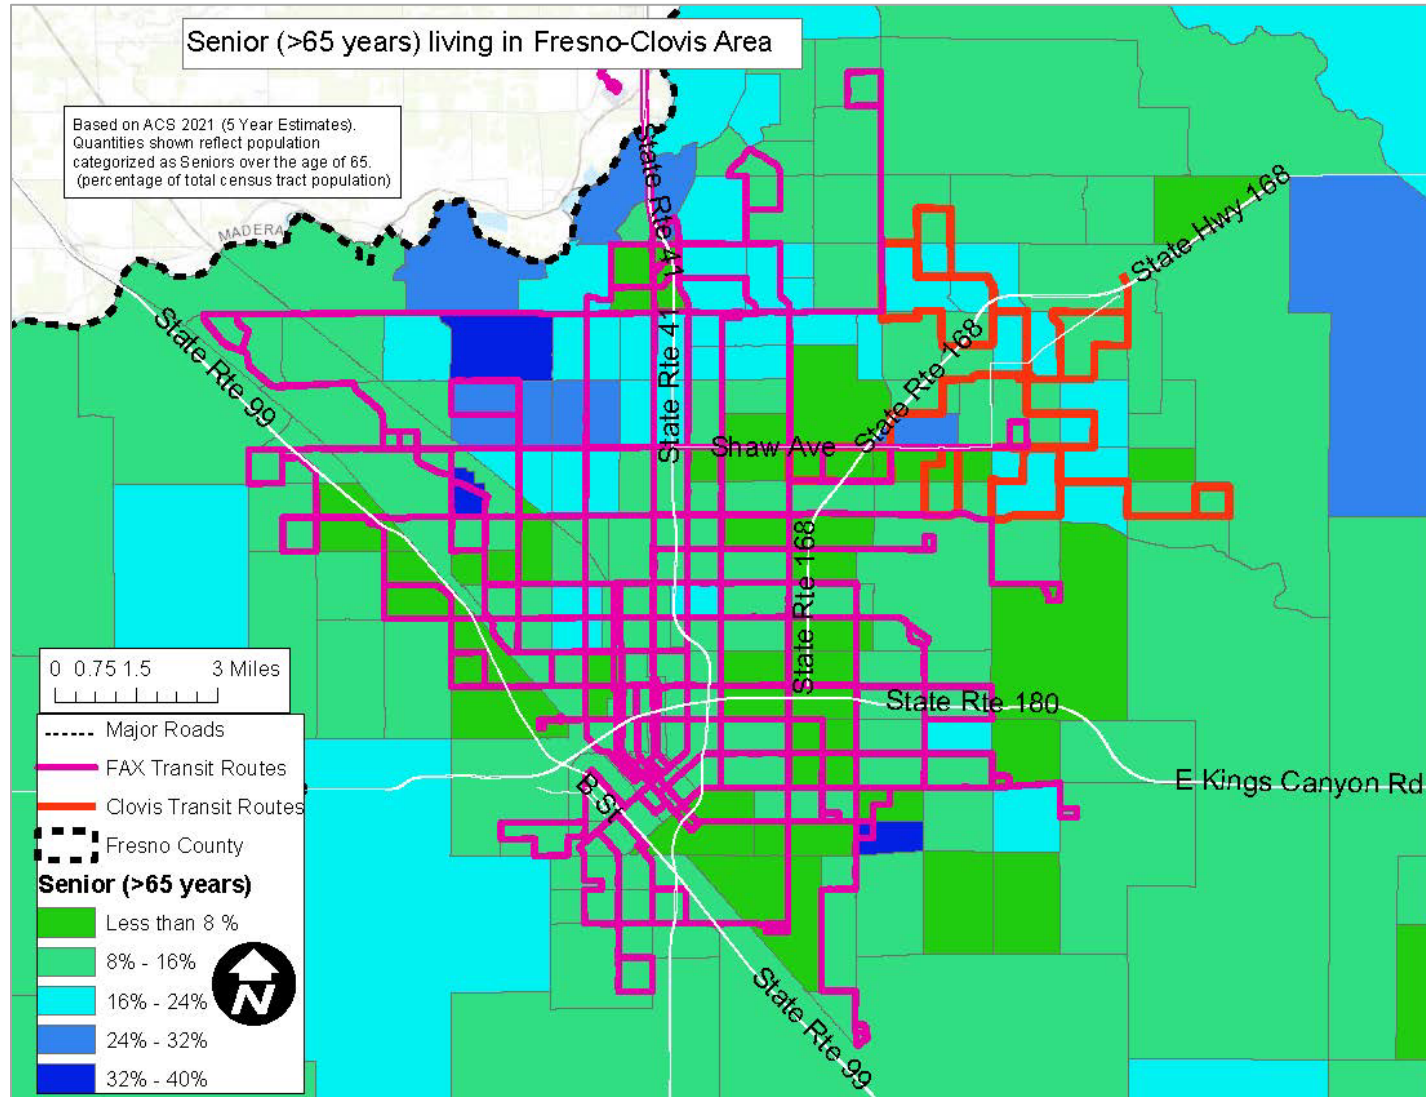 Senior (>65 years) living in Fresno-Clovis Area
Based on ACS 2021 (5 Year Estimates).
Quantities shown reflect population
categorized as Seniors over the age of 65.
(percentage of total census tract population)
MADERA
State Rte 41
State Hwy 168
State Rte 99
State Rte 41
State Rte 168
Shaw Ave
State Rte 168
State Rte 180
E Kings Canyon Rd
B St
State Rte 99
0 0.75 1.5 3 Miles
Major Roads
FAX Transit Routes
Clovis Transit Routes
Fresno County
Senior (>65 years)
Less than 8 %
8% - 16%
16% - 24%
24% - 32%
32% - 40%
N